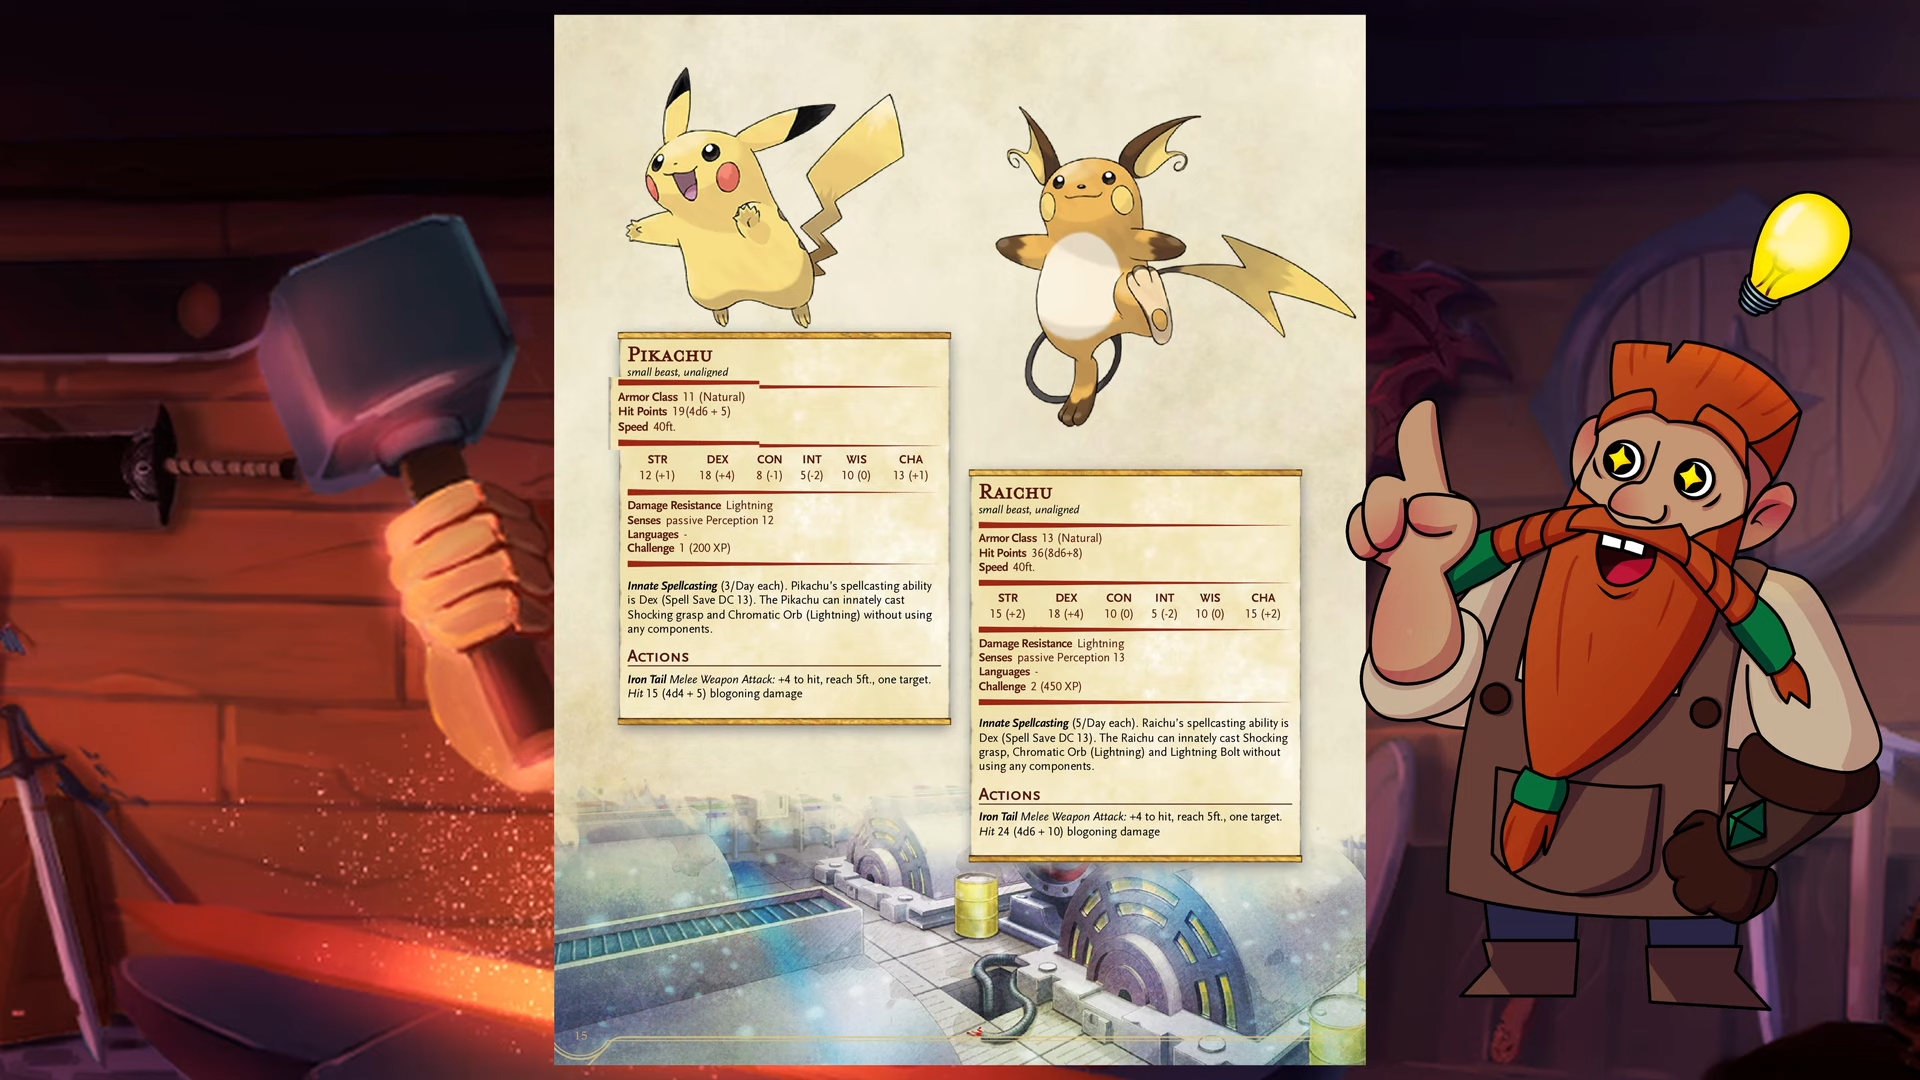 PIKACHU
small beast, unaligned
Armor Class 11 (Natural)
Hit Points 19(4d6 + 5)
Speed 40ft.
STR DEX CON INT WIS CHA
12 (+1) 18 (+4) 8 (-1) 5(-2) 10 (0) 13 (+1)
Damage Resistance Lightning
Senses passive Perception 12
Languages -
Challenge 1 (200 XP)
Innate Spellcasting (3/Day each). Pikachu's spellcasting ability
is Dex (Spell Save DC 13). The Pikachu can innately cast
Shocking grasp and Chromatic Orb (Lightning) without using
any components.
ACTIONS
Iron Tail Melee Weapon Attack: +4 to hit, reach 5ft., one target.
Hit 15 (4d4 + 5) blogoning damage
RAICHU
small beast, unaligned
Armor Class 13 (Natural)
Hit Points 36(8d6+8)
Speed 40ft.
STR DEX CON INT WIS CHA
15 (+2) 18 (+4) 10 (0) 5 (-2) 10 (0) 15 (+2)
Damage Resistance Lightning
Senses passive Perception 13
Languages -
Challenge 2 (450 XP)
Innate Spellcasting (5/Day each). Raichu's spellcasting ability is
Dex (Spell Save DC 13). The Raichu can innately cast Shocking
grasp, Chromatic Orb (Lightning) and Lightning Bolt without
using any components.
ACTIONS
Iron Tail Melee Weapon Attack: +4 to hit, reach 5ft., one target.
Hit 24 (4d6 + 10) blogoning damage
15